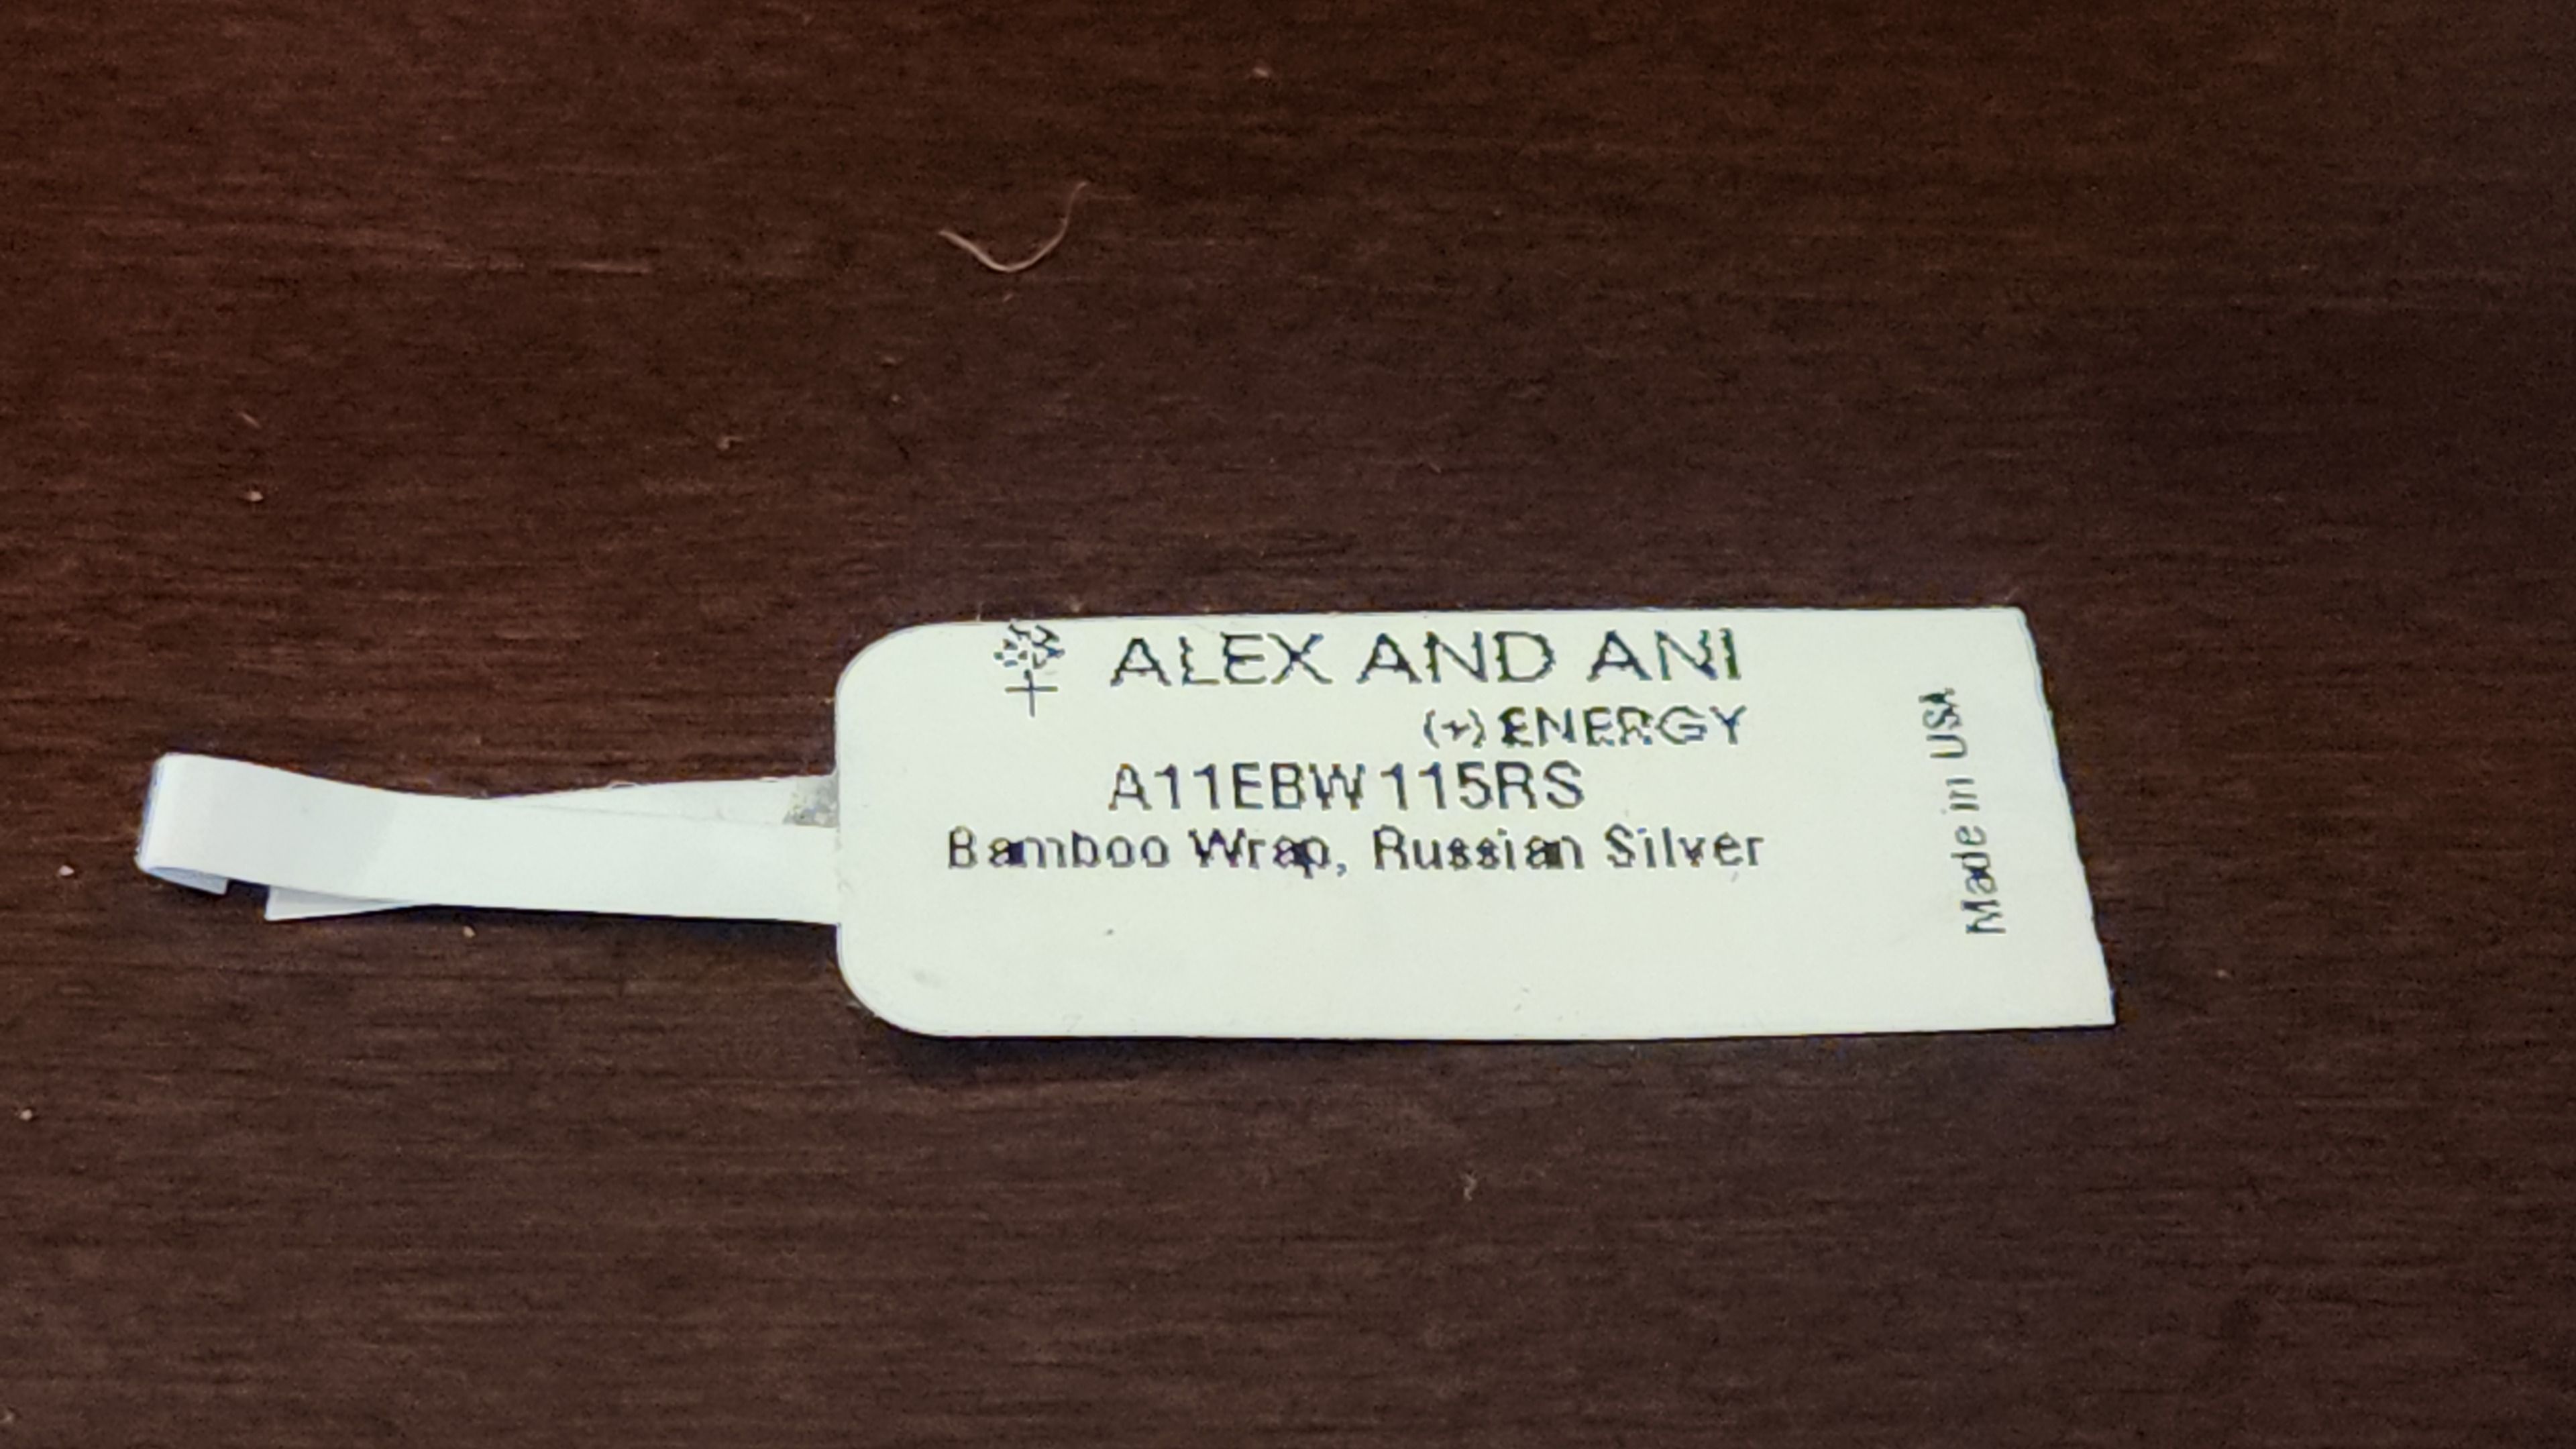 ALEX AND ANI
(+) ENERGY
A11EBW115RS
Bamboo Wrap, Russian Silver
Made in USA